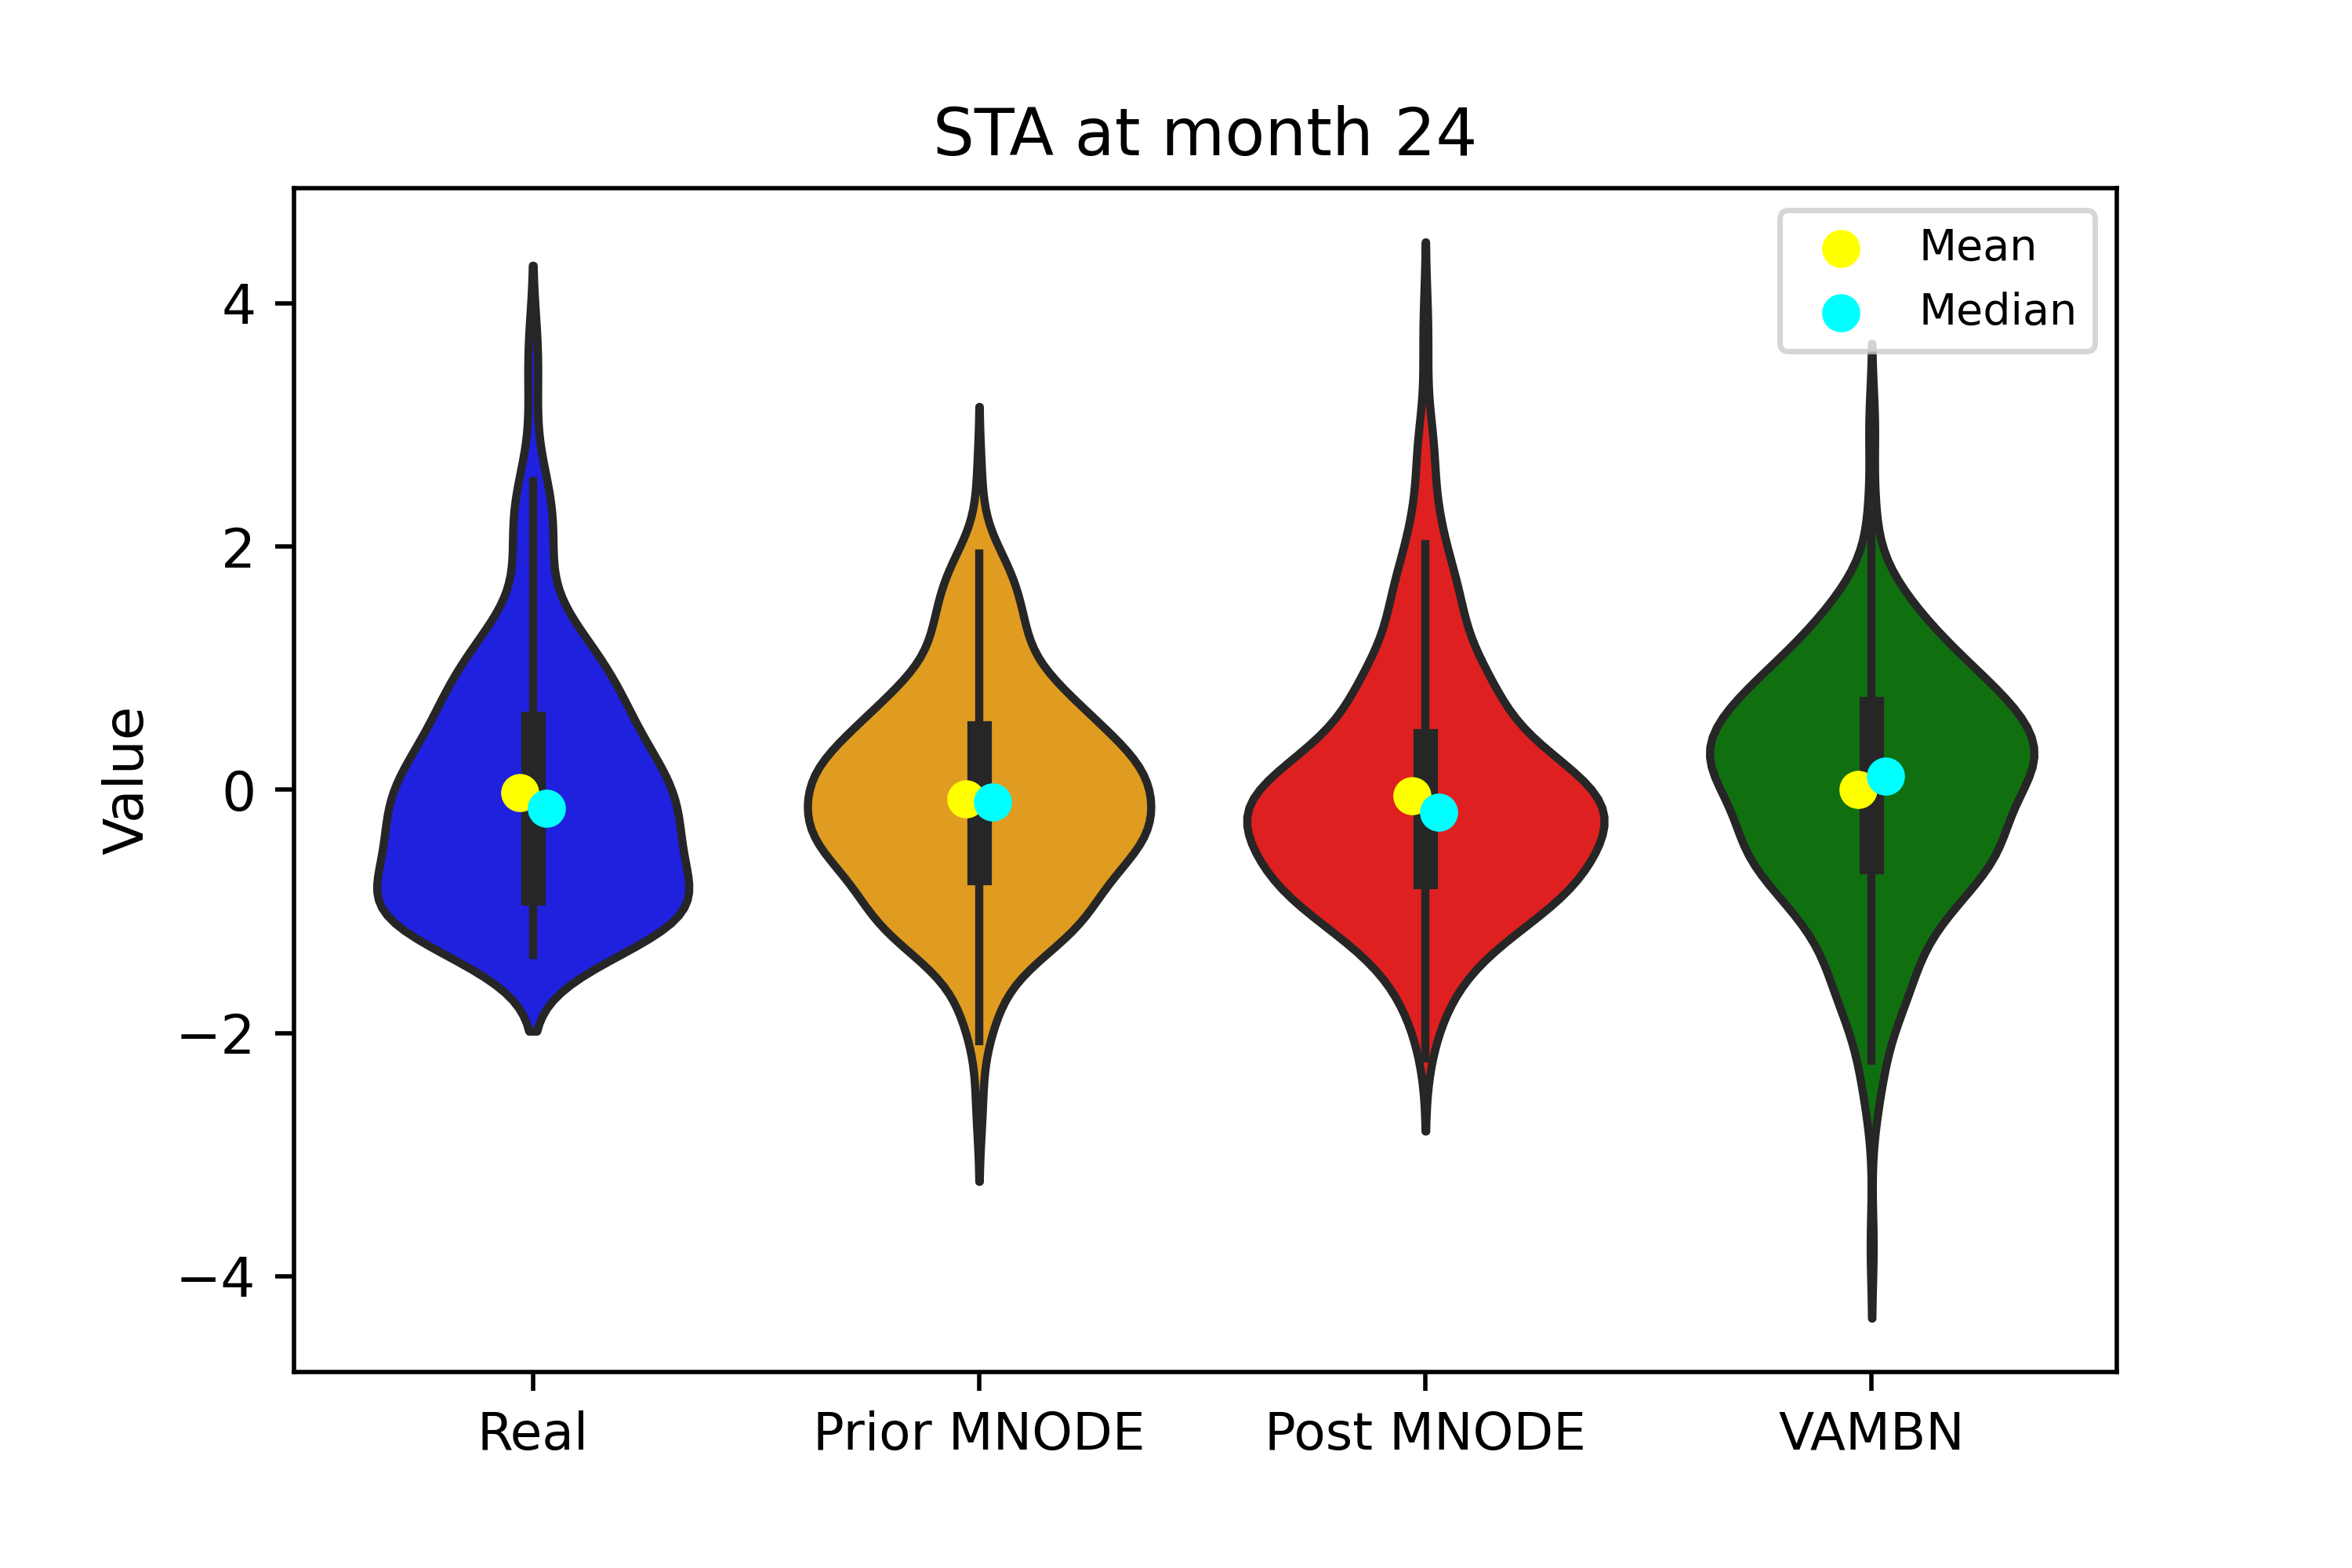 STA at month 24
Mean
Median
4
2
0
−2
−4
Value
Real
Prior MNODE
Post MNODE
VAMBN